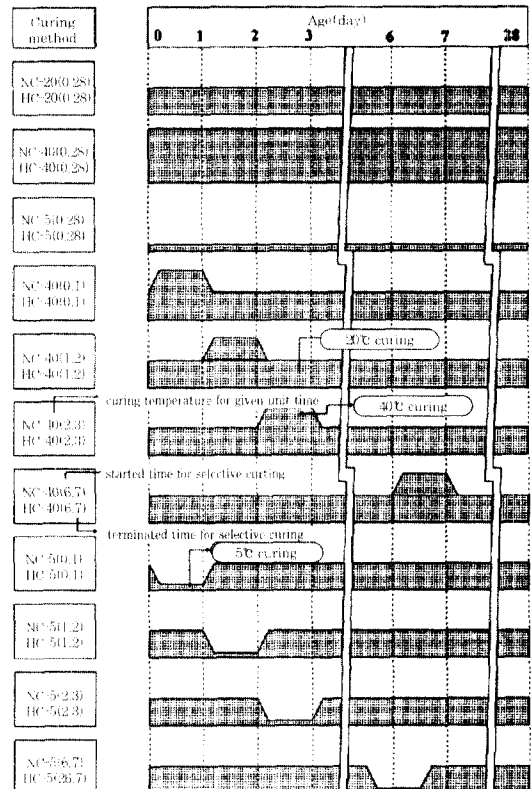 Curing
method
Age(day)
0 1 2 3 6 7 28
NC-20(0.28)
HC-20(0.28)
NC-40(0.28)
HC-40(0.28)
NC-5(0.28)
HC-5(0.28)
NC-40(0.1)
HC-40(0.1)
NC-40(1.2)
HC-40(1.2)
20℃ curing
curing temperature for given unit time
40℃ curing
NC-40(2.3)
HC-40(2.3)
started time for selective curting
NC-40(6.7)
HC-40(6.7)
terminated time for selective curing
5℃ curing
NC-5(0.1)
HC-5(0.1)
NC-5(1.2)
HC-5(1.2)
NC-5(2.3)
HC-5(2.3)
NC-5(6.7)
HC-5(26.7)